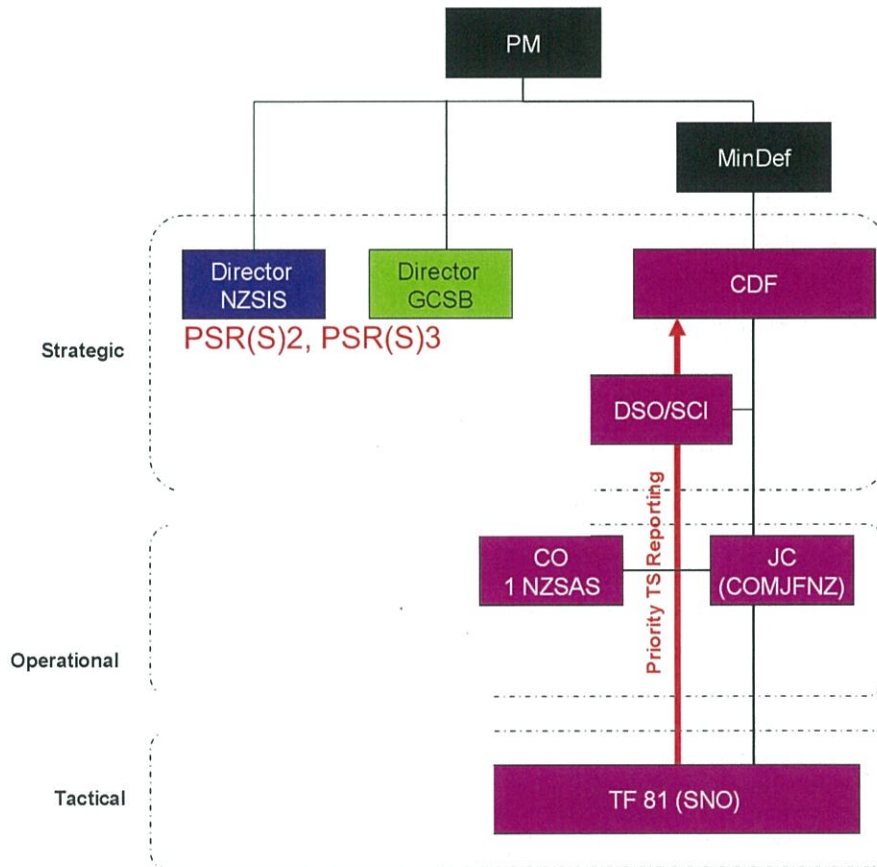 PM
MinDef
Director
NZSIS
Director
GCSB
CDF
PSR(S)2, PSR(S)3
Strategic
DSO/SCI
Priority TS Reporting
CO
1 NZSAS
JC
(COMJFNZ)
Operational
Tactical
TF 81 (SNO)